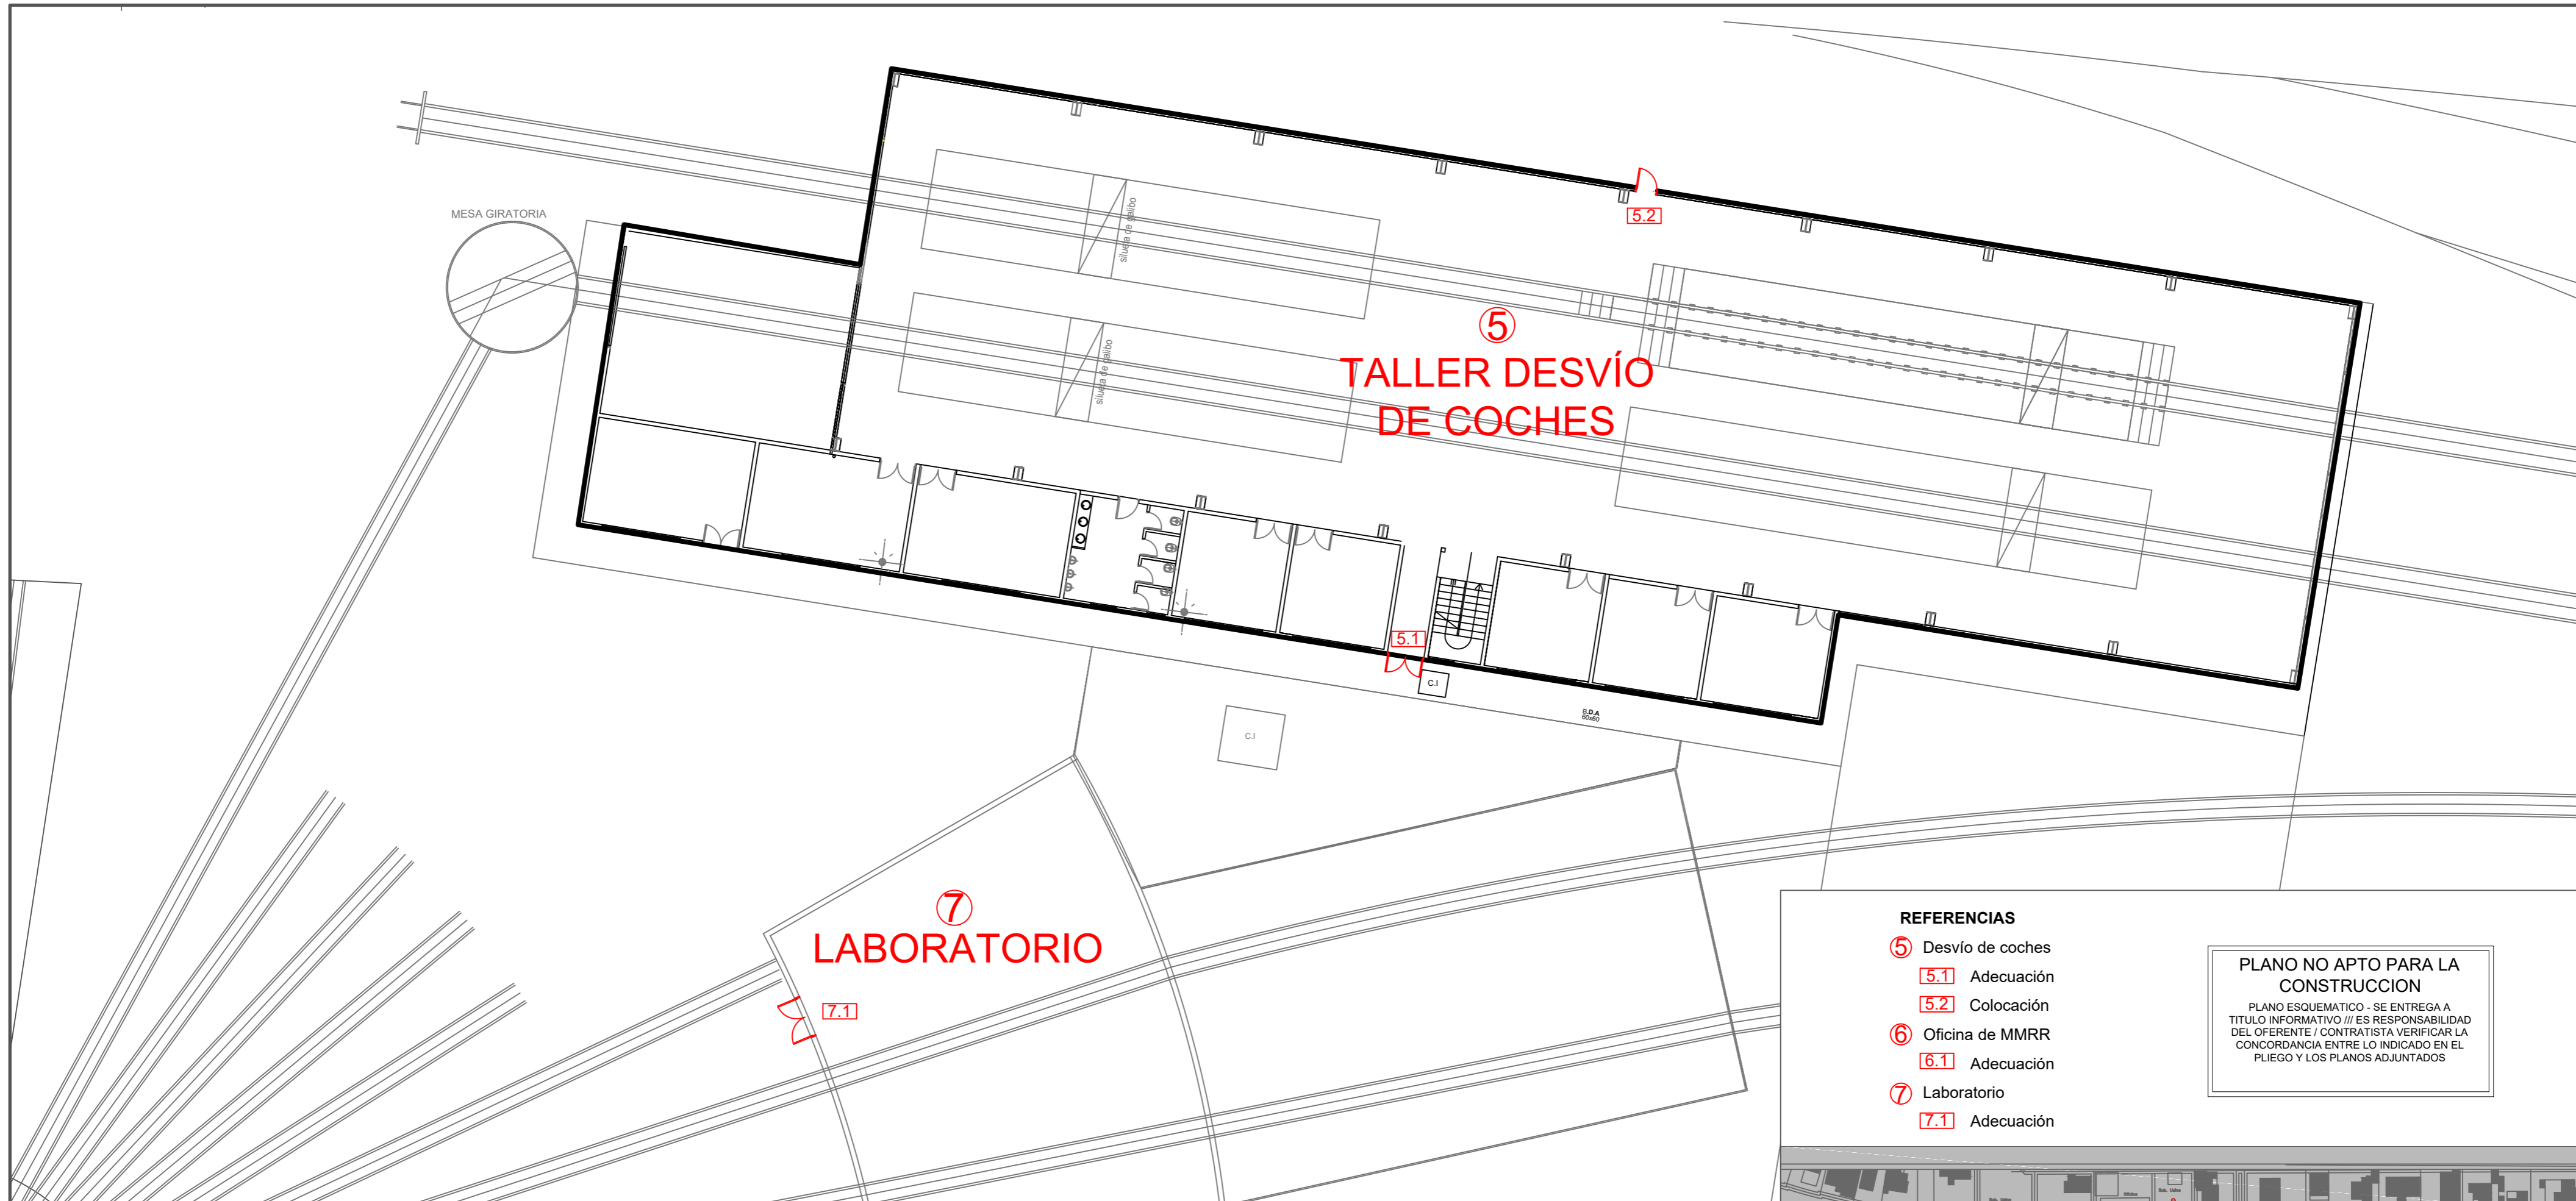 MESA GIRATORIA
silueta de galibo
silueta de galibo
5.2
5
TALLER DESVÍO
DE COCHES
5.1
C.I
C.I
B.D.A
60x60
7
LABORATORIO
7.1
REFERENCIAS
5 Desvío de coches
5.1 Adecuación
5.2 Colocación
6 Oficina de MMRR
6.1 Adecuación
7 Laboratorio
7.1 Adecuación
PLANO NO APTO PARA LA
CONSTRUCCION
PLANO ESQUEMATICO - SE ENTREGA A
TITULO INFORMATIVO /// ES RESPONSABILIDAD
DEL OFERENTE / CONTRATISTA VERIFICAR LA
CONCORDANCIA ENTRE LO INDICADO EN EL
PLIEGO Y LOS PLANOS ADJUNTADOS